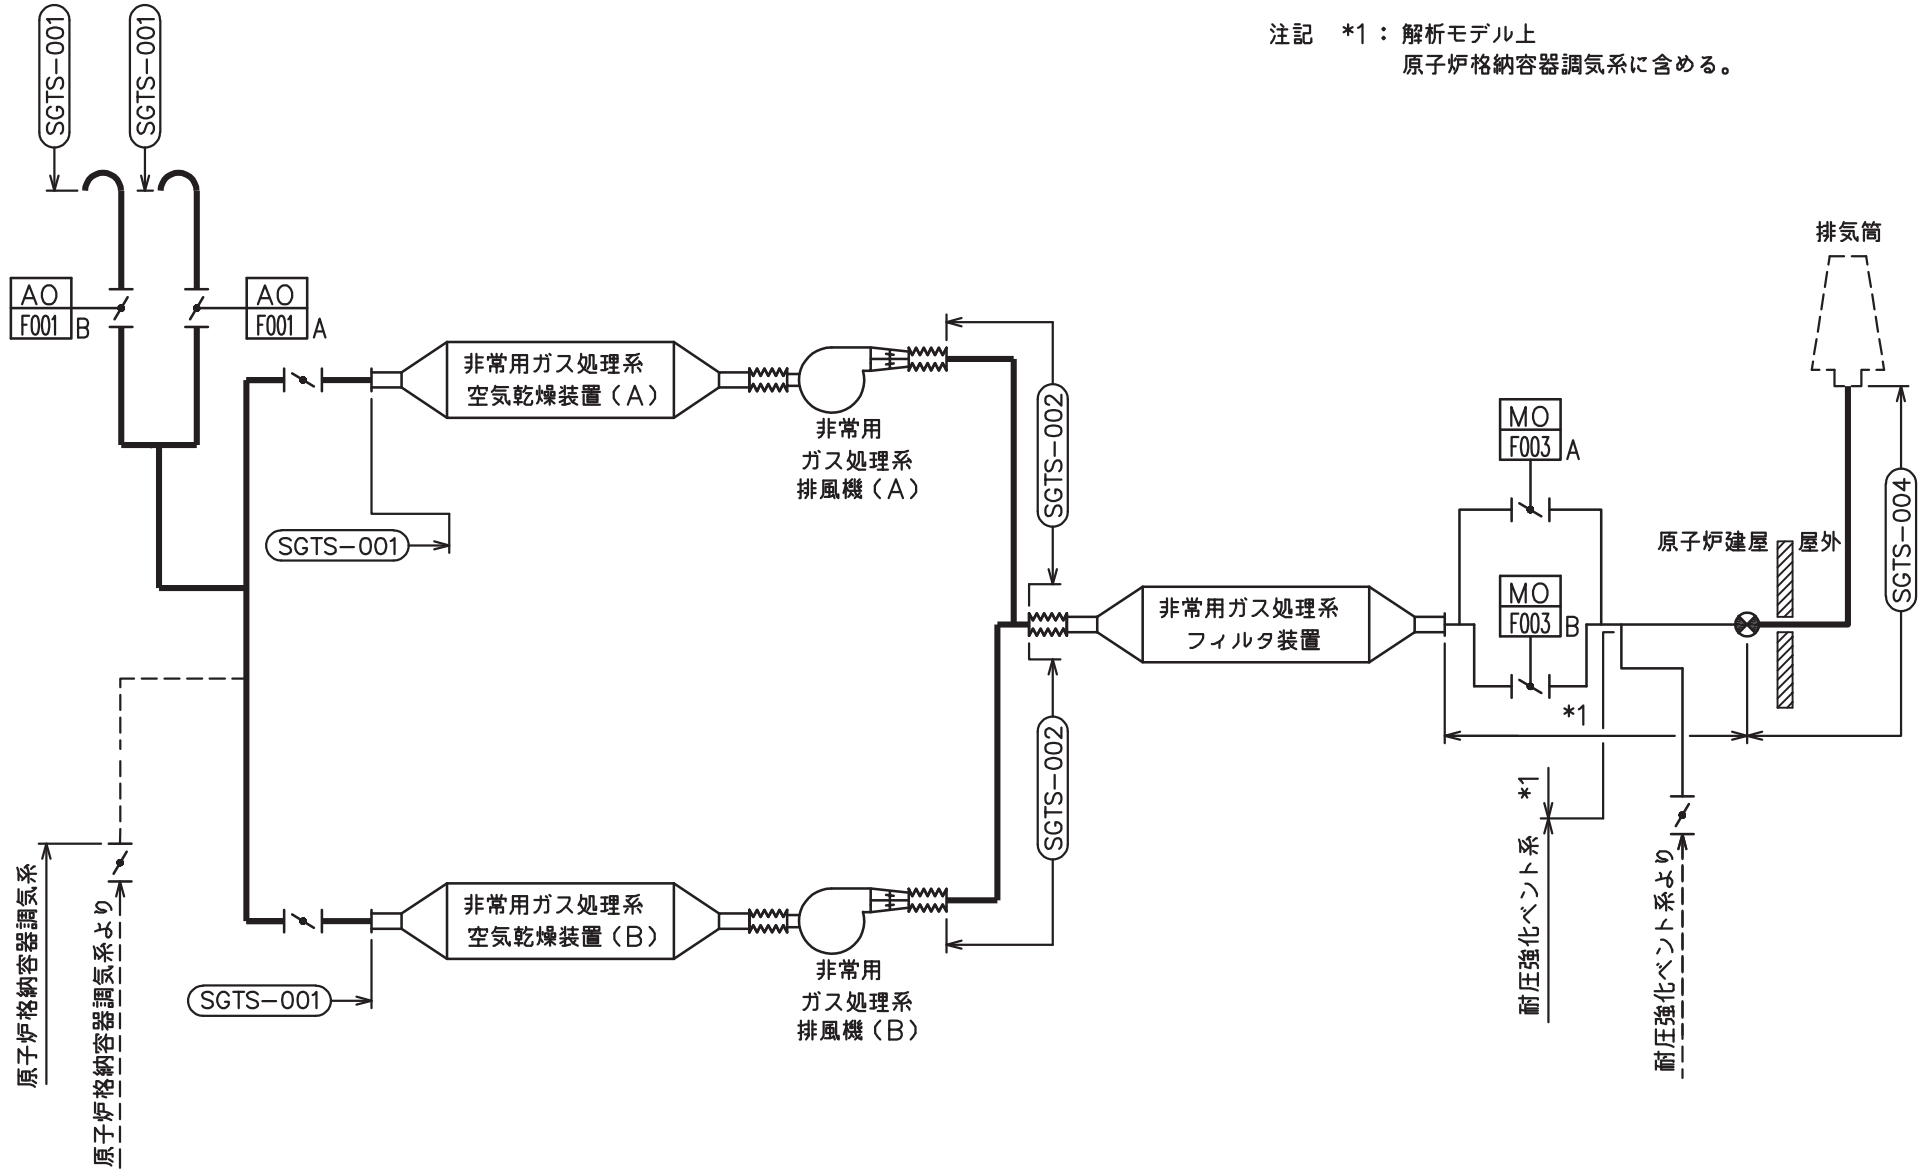 SGTS-001
SGTS-001
注記 *1 : 解析モデル上
原子炉格納容器調気系に含める。
排気筒
AO
F001
B
AO
F001
A
非常用ガス処理系
空気乾燥装置(A)
非常用
ガス処理系
排風機(A)
SGTS-002
SGTS-001
MO
F003
A
SGTS-004
原子炉建屋
屋外
非常用ガス処理系
フィルタ装置
MO
F003
B
*1
SGTS-002
*1
耐圧強化ベント系
耐圧強化ベント系より
原子炉格納容器調気系
原子炉格納容器調気系より
非常用ガス処理系
空気乾燥装置(B)
非常用
ガス処理系
排風機(B)
SGTS-001